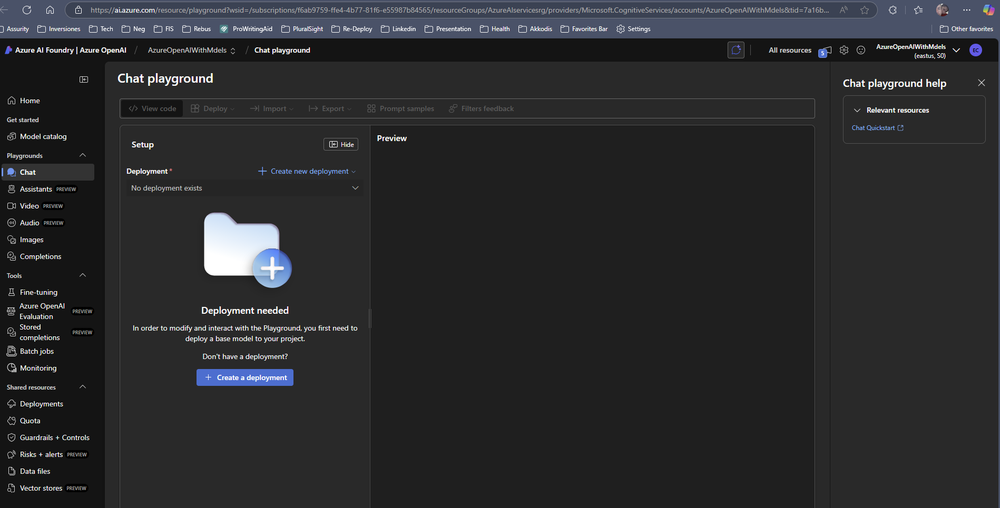 https://ai.azure.com/resource/playground?wsid=/subscriptions/f6ab9759-ffe4-4b77-81f6-e55987b84565/resourceGroups/AzureAIservicesrg/providers/Microsoft.CognitiveServices/accounts/AzureOpenAIWithMdels&tid=7a16b...
Assurity Inversiones Tech Neg FIS Rebus ProWritingAid PluralSight Re-Deploy Linkedin Presentation Health Akkodis Favorites Bar Settings Other favorites
Azure AI Foundry | Azure OpenAI / AzureOpenAIWithMdels / Chat playground
All resources
5
AzureOpenAIWithMdels
(eastus, S0)
EC
Home
Get started
Model catalog
Playgrounds
Chat
Assistants PREVIEW
Video PREVIEW
Audio PREVIEW
Images
Completions
Tools
Fine-tuning
Azure OpenAI
Evaluation PREVIEW
Stored
completions PREVIEW
Batch jobs
Monitoring
Shared resources
Deployments
Quota
Guardrails + Controls
Risks + alerts PREVIEW
Data files
Vector stores PREVIEW
Chat playground
View code Deploy Import Export Prompt samples Filters feedback
Setup
Hide
Deployment *
Create new deployment
No deployment exists
Deployment needed
In order to modify and interact with the Playground, you first need to
deploy a base model to your project.
Don't have a deployment?
Create a deployment
Preview
Chat playground help
Relevant resources
Chat Quickstart